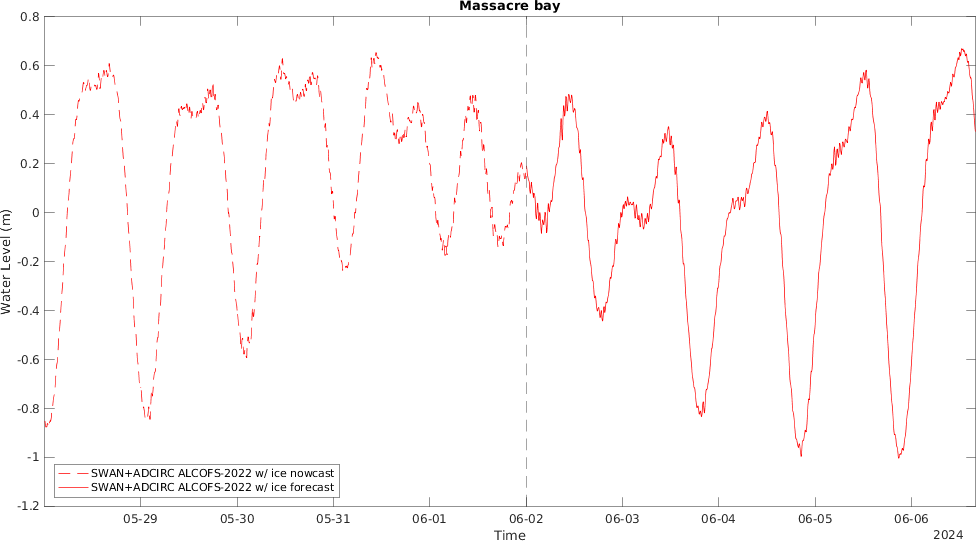 Massacre bay
0.8
0.6
0.4
0.2
0
-0.2
-0.4
-0.6
-0.8
-1
-1.2
Water Level (m)
SWAN+ADCIRC ALCOFS-2022 w/ ice nowcast
SWAN+ADCIRC ALCOFS-2022 w/ ice forecast
05-29 05-30 05-31 06-01 06-02 06-03 06-04 06-05 06-06
Time
2024